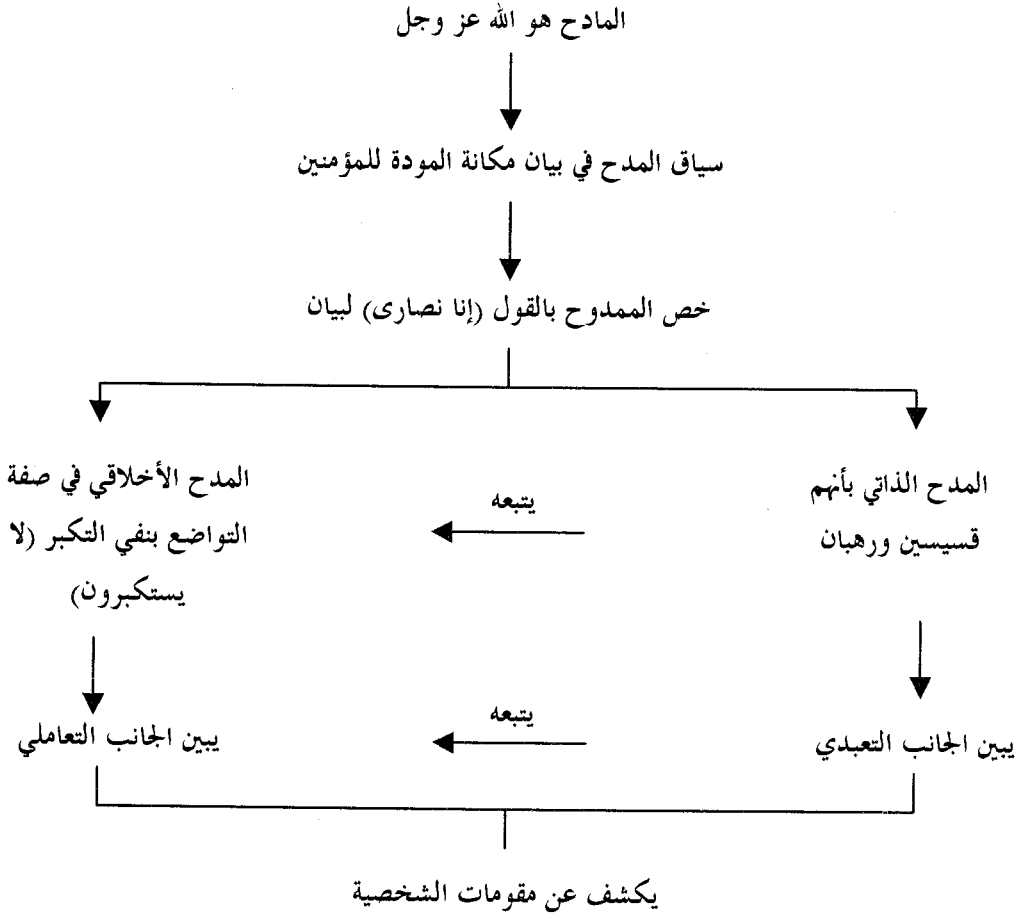 المادح هو الله عز وجل
سياق المدح في بيان مكانة المودة للمؤمنين
خص الممدوح بالقول (إنا نصارى) لبيان
المدح الذاتي بأنهم
قسيسين ورهبان
يتبعه
المدح الأخلاقي في صفة
التواضع بنفي التكبر (لا
يستكبرون)
يبين الجانب التعبدي
يتبعه
يبين الجانب التعاملي
يكشف عن مقومات الشخصية